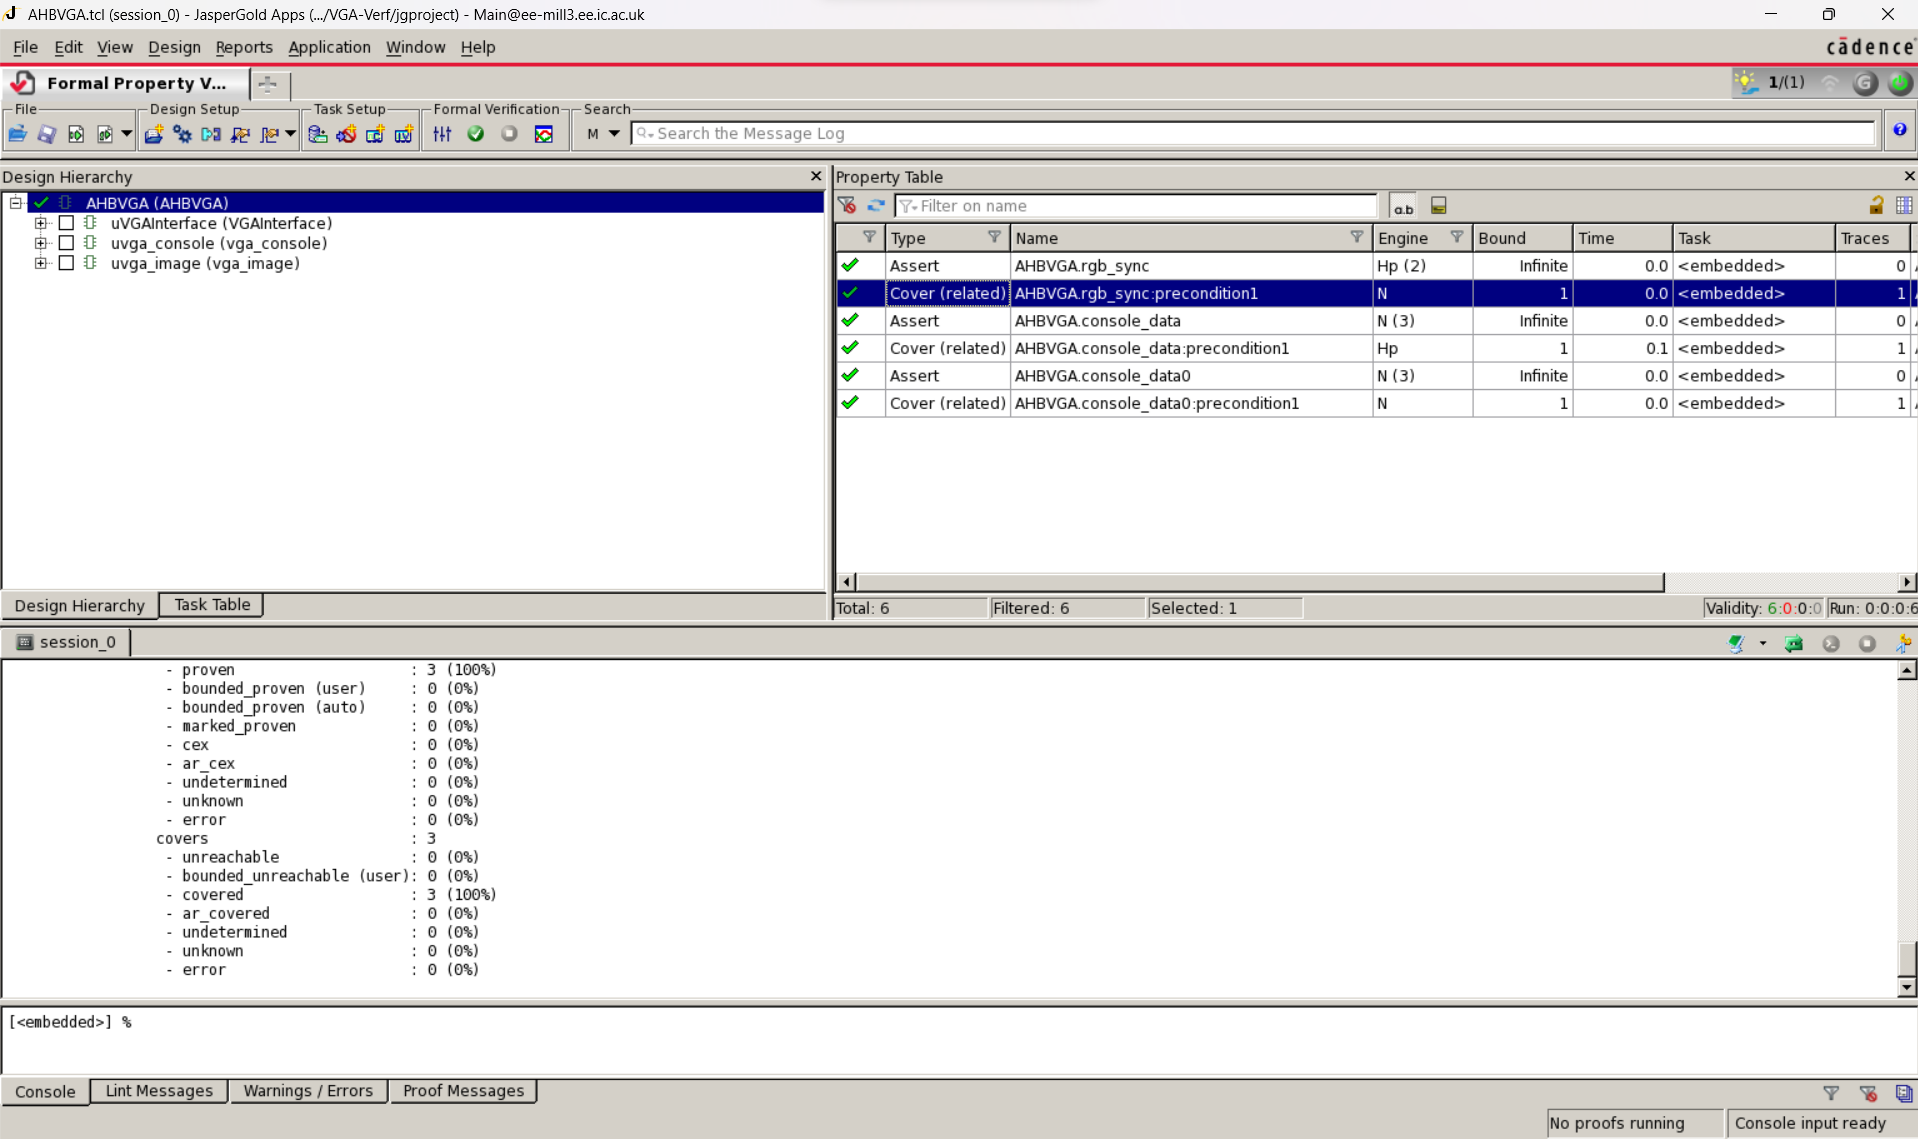 AHBVGA.tcl (session_0) - JasperGold Apps (.../VGA-Verf/jgproject) - Main@ee-mill3.ee.ic.ac.uk
File Edit View Design Reports Application Window Help
cādence
Formal Property V...
1/(1)
File Design Setup Task Setup Formal Verification Search
M Search the Message Log
Design Hierarchy
AHBVGA (AHBVGA)
uVGAInterface (VGAInterface)
uvga_console (vga_console)
uvga_image (vga_image)
Design Hierarchy Task Table
Property Table
Filter on name
a.b
Type Name Engine Bound Time Task Traces
Assert AHBVGA.rgb_sync Hp (2) Infinite 0.0 <embedded> 0
Cover (related) AHBVGA.rgb_sync:precondition1 N 1 0.0 <embedded> 1
Assert AHBVGA.console_data N (3) Infinite 0.0 <embedded> 0
Cover (related) AHBVGA.console_data:precondition1 Hp 1 0.1 <embedded> 1
Assert AHBVGA.console_data0 N (3) Infinite 0.0 <embedded> 0
Cover (related) AHBVGA.console_data0:precondition1 N 1 0.0 <embedded> 1
Total: 6 Filtered: 6 Selected: 1 Validity: 6:0:0:0 Run: 0:0:0:6
session_0
- proven : 3 (100%)
- bounded_proven (user) : 0 (0%)
- bounded_proven (auto) : 0 (0%)
- marked_proven : 0 (0%)
- cex : 0 (0%)
- ar_cex : 0 (0%)
- undetermined : 0 (0%)
- unknown : 0 (0%)
- error : 0 (0%)
covers : 3
- unreachable : 0 (0%)
- bounded_unreachable (user): 0 (0%)
- covered : 3 (100%)
- ar_covered : 0 (0%)
- undetermined : 0 (0%)
- unknown : 0 (0%)
- error : 0 (0%)
[<embedded>] %
Console Lint Messages Warnings / Errors Proof Messages
No proofs running Console input ready